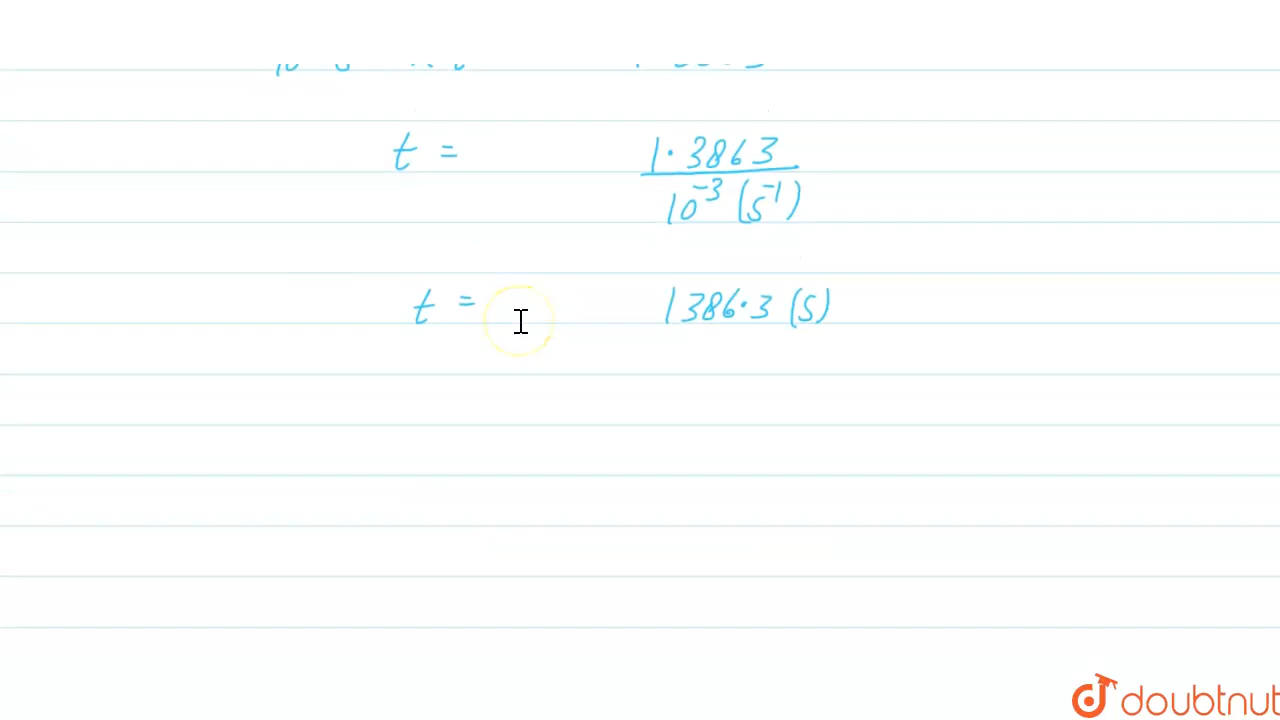 t = 1.3863 / 10⁻³ (s⁻¹)
t = 1386.3 (s)
doubtnut